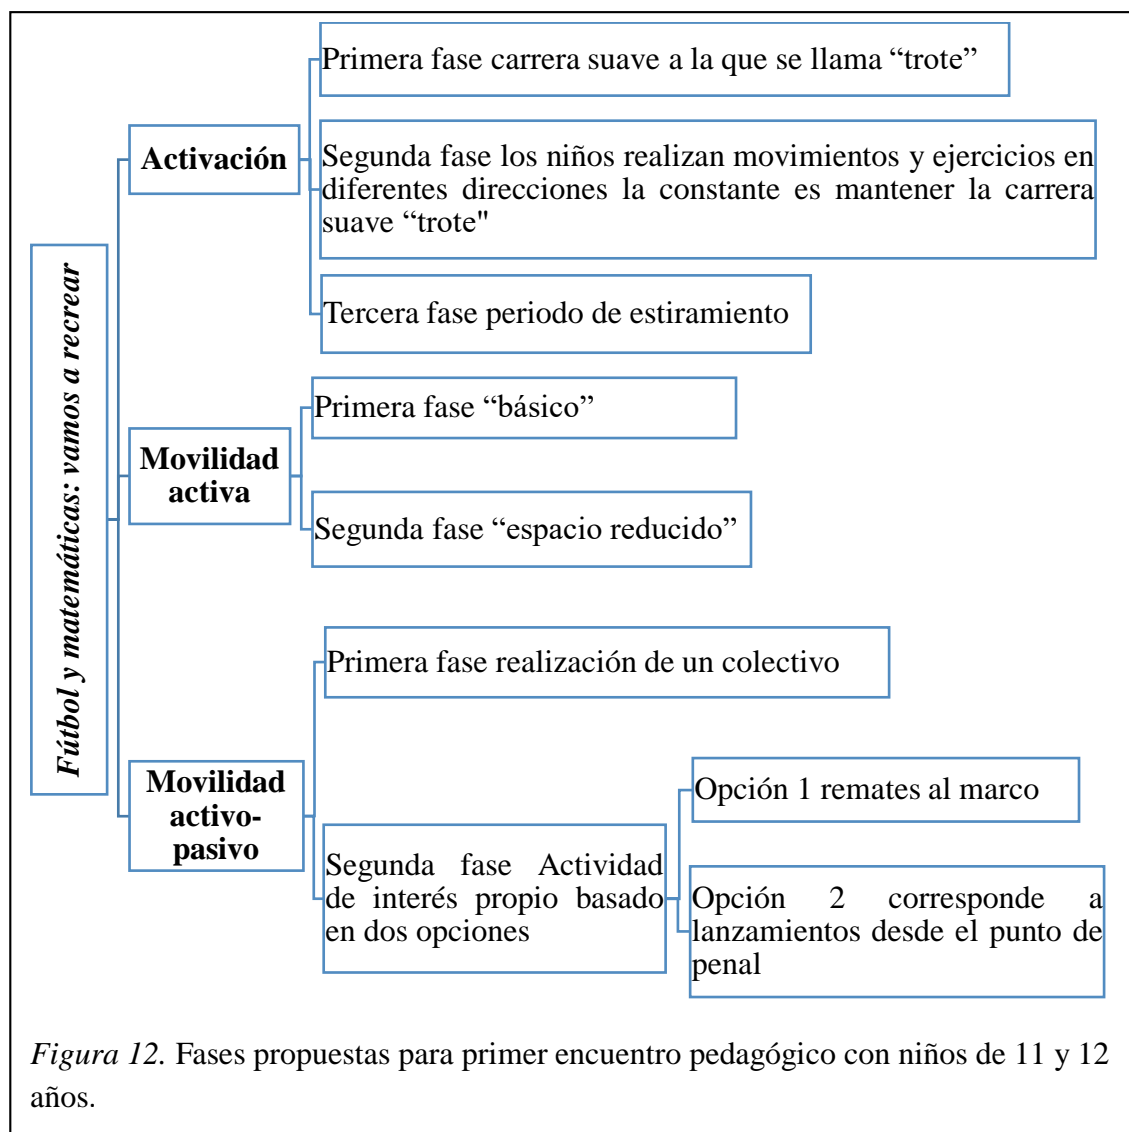 Fútbol y matemáticas: vamos a recrear
Activación
Primera fase carrera suave a la que se llama “trote”
Segunda fase los niños realizan movimientos y ejercicios en
diferentes direcciones la constante es mantener la carrera
suave “trote"
Tercera fase periodo de estiramiento
Movilidad
activa
Primera fase “básico”
Segunda fase “espacio reducido”
Movilidad
activo-
pasivo
Primera fase realización de un colectivo
Segunda fase Actividad
de interés propio basado
en dos opciones
Opción 1 remates al marco
Opción 2 corresponde a
lanzamientos desde el punto de
penal
Figura 12. Fases propuestas para primer encuentro pedagógico con niños de 11 y 12
años.